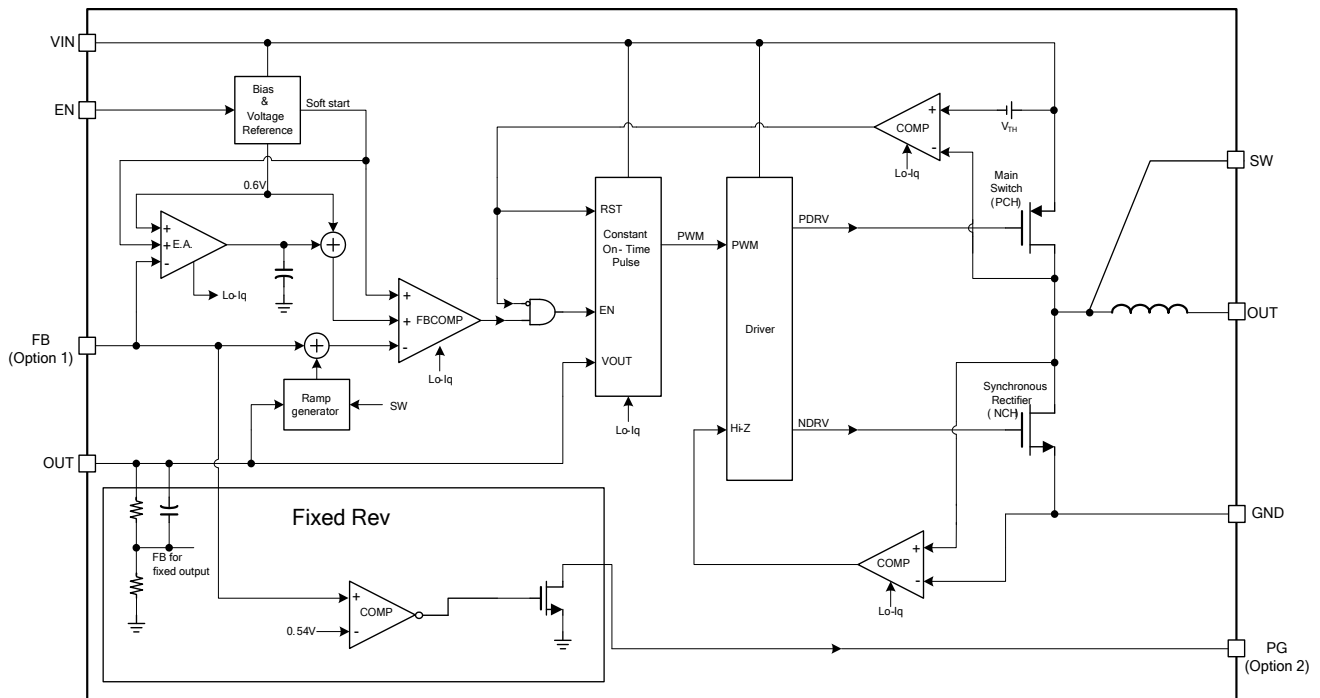 VIN
EN
Bias
&
Voltage
Reference
Soft start
0.6V
+
+
-
E.A.
Lo-Iq
+
FB
(Option 1)
+
+
+
-
FBCOMP
Lo-Iq
Ramp
generator
SW
OUT
RST
Constant
On- Time
Pulse
EN
VOUT
Lo-Iq
PWM
PWM
Driver
Hi-Z
PDRV
NDRV
+
-
COMP
Lo-Iq
VTH
Main
Switch
(PCH)
SW
OUT
Synchronous
Rectifier
( NCH)
GND
+
-
COMP
Lo-Iq
Fixed Rev
FB for
fixed output
+
-
COMP
0.54V
PG
(Option 2)